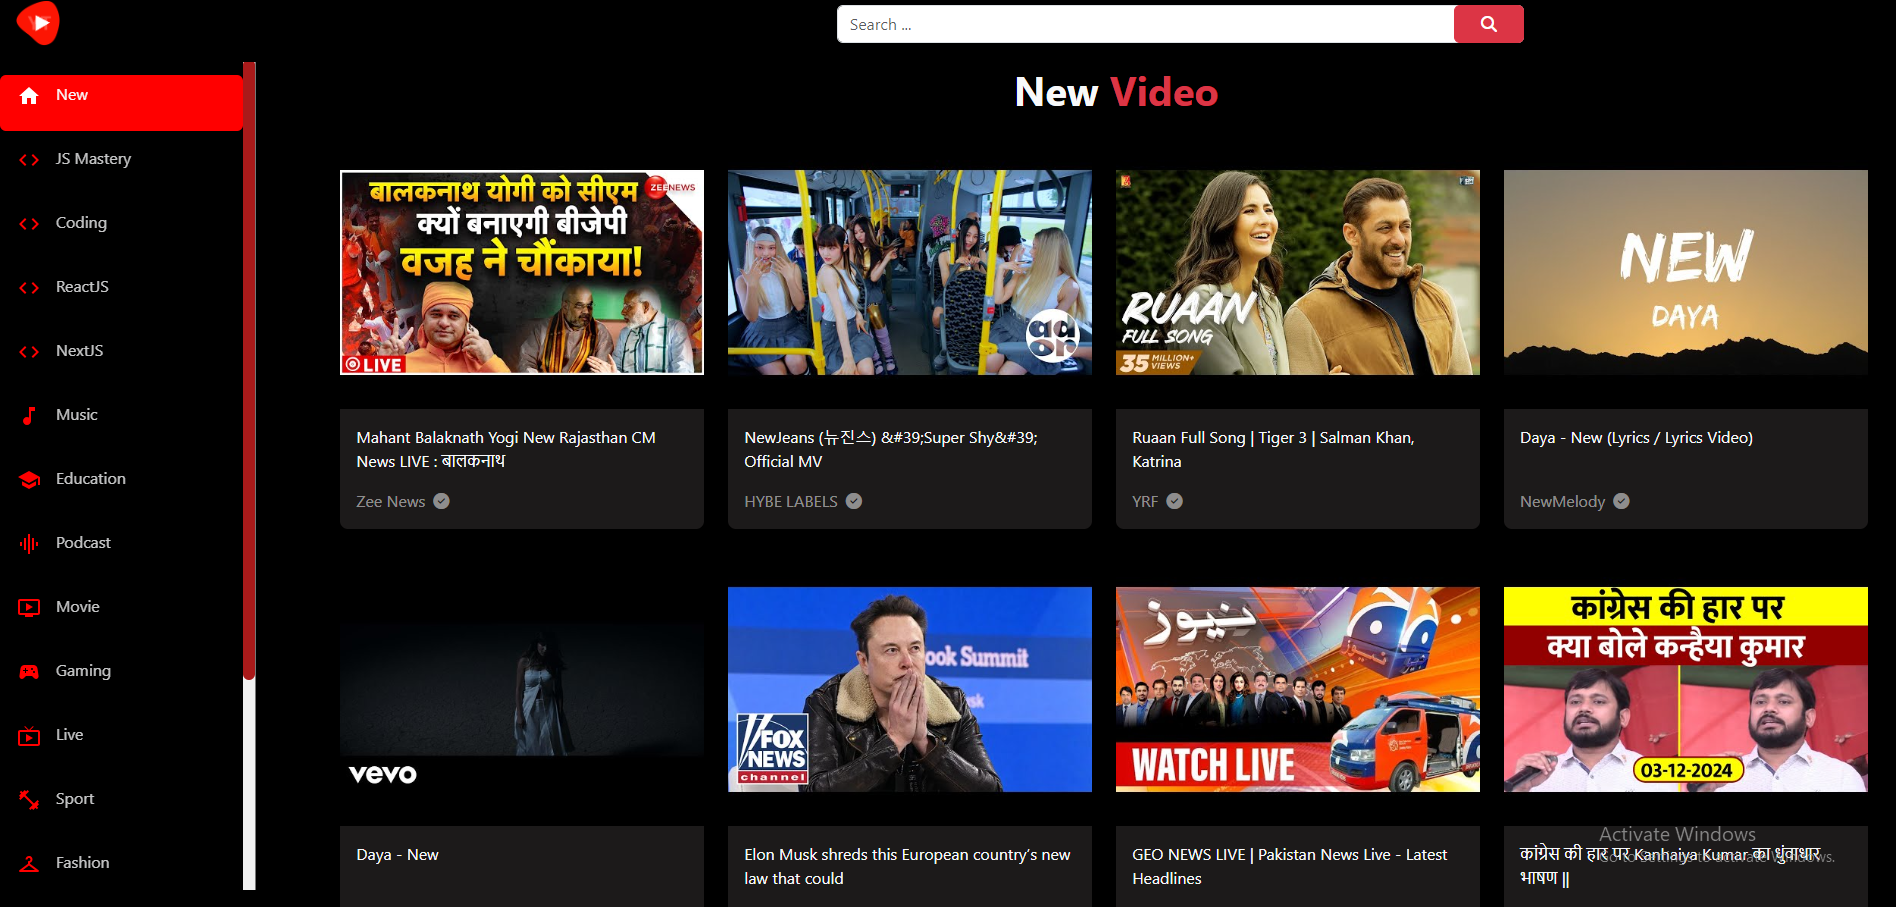 Search ...
New
JS Mastery
Coding
ReactJS
NextJS
Music
Education
Podcast
Movie
Gaming
Live
Sport
Fashion
New Video
बालकनाथ योगी को सीएम
ZEE NEWS
क्यों बनाएगी बीजेपी
वजह ने चौंकाया!
LIVE
Mahant Balaknath Yogi New Rajasthan CM
News LIVE : बालकनाथ
Zee News
NewJeans (뉴진스) &#39;Super Shy&#39;
Official MV
HYBE LABELS
RUAAN
FULL SONG
35 MILLION+
VIEWS
Ruaan Full Song | Tiger 3 | Salman Khan,
Katrina
YRF
NEW
DAYA
Daya - New (Lyrics / Lyrics Video)
NewMelody
vevo
Daya - New
ook Summit
FOX
NEWS
channel
Elon Musk shreds this European country's new
law that could
نیوز
WATCH LIVE
GEO NEWS LIVE | Pakistan News Live - Latest
Headlines
कांग्रेस की हार पर
क्या बोले कन्हैया कुमार
03-12-2024
कांग्रेस की हार पर Kanhaiya Kumar का धुंवाधार
भाषण ||
Activate Windows
Go to Settings to activate Windows.